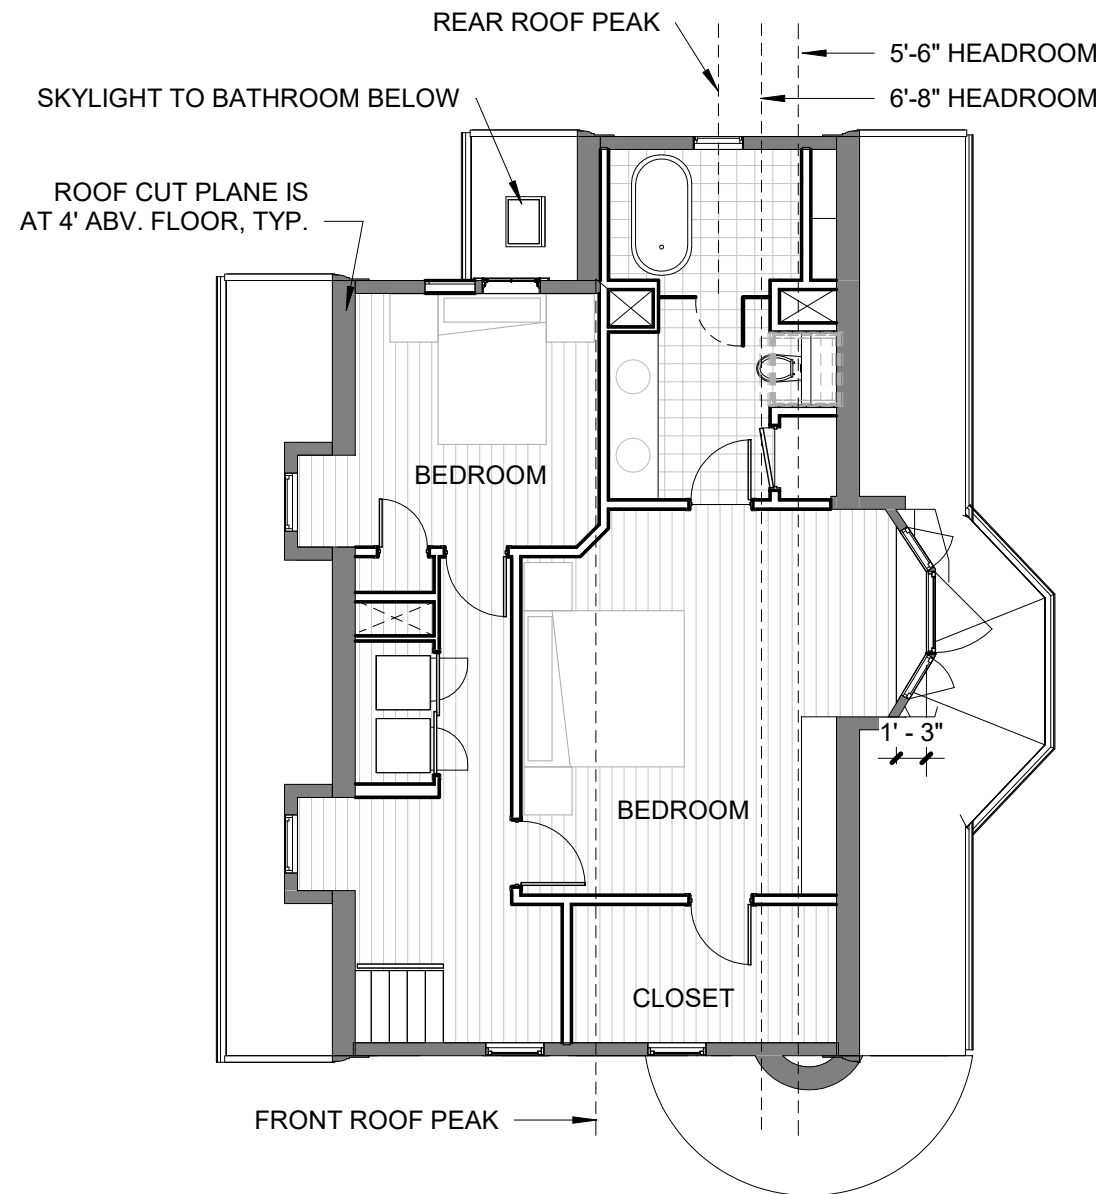 REAR ROOF PEAK
5'-6" HEADROOM
6'-8" HEADROOM
SKYLIGHT TO BATHROOM BELOW
ROOF CUT PLANE IS
AT 4' ABV. FLOOR, TYP.
BEDROOM
1' - 3"
BEDROOM
CLOSET
FRONT ROOF PEAK